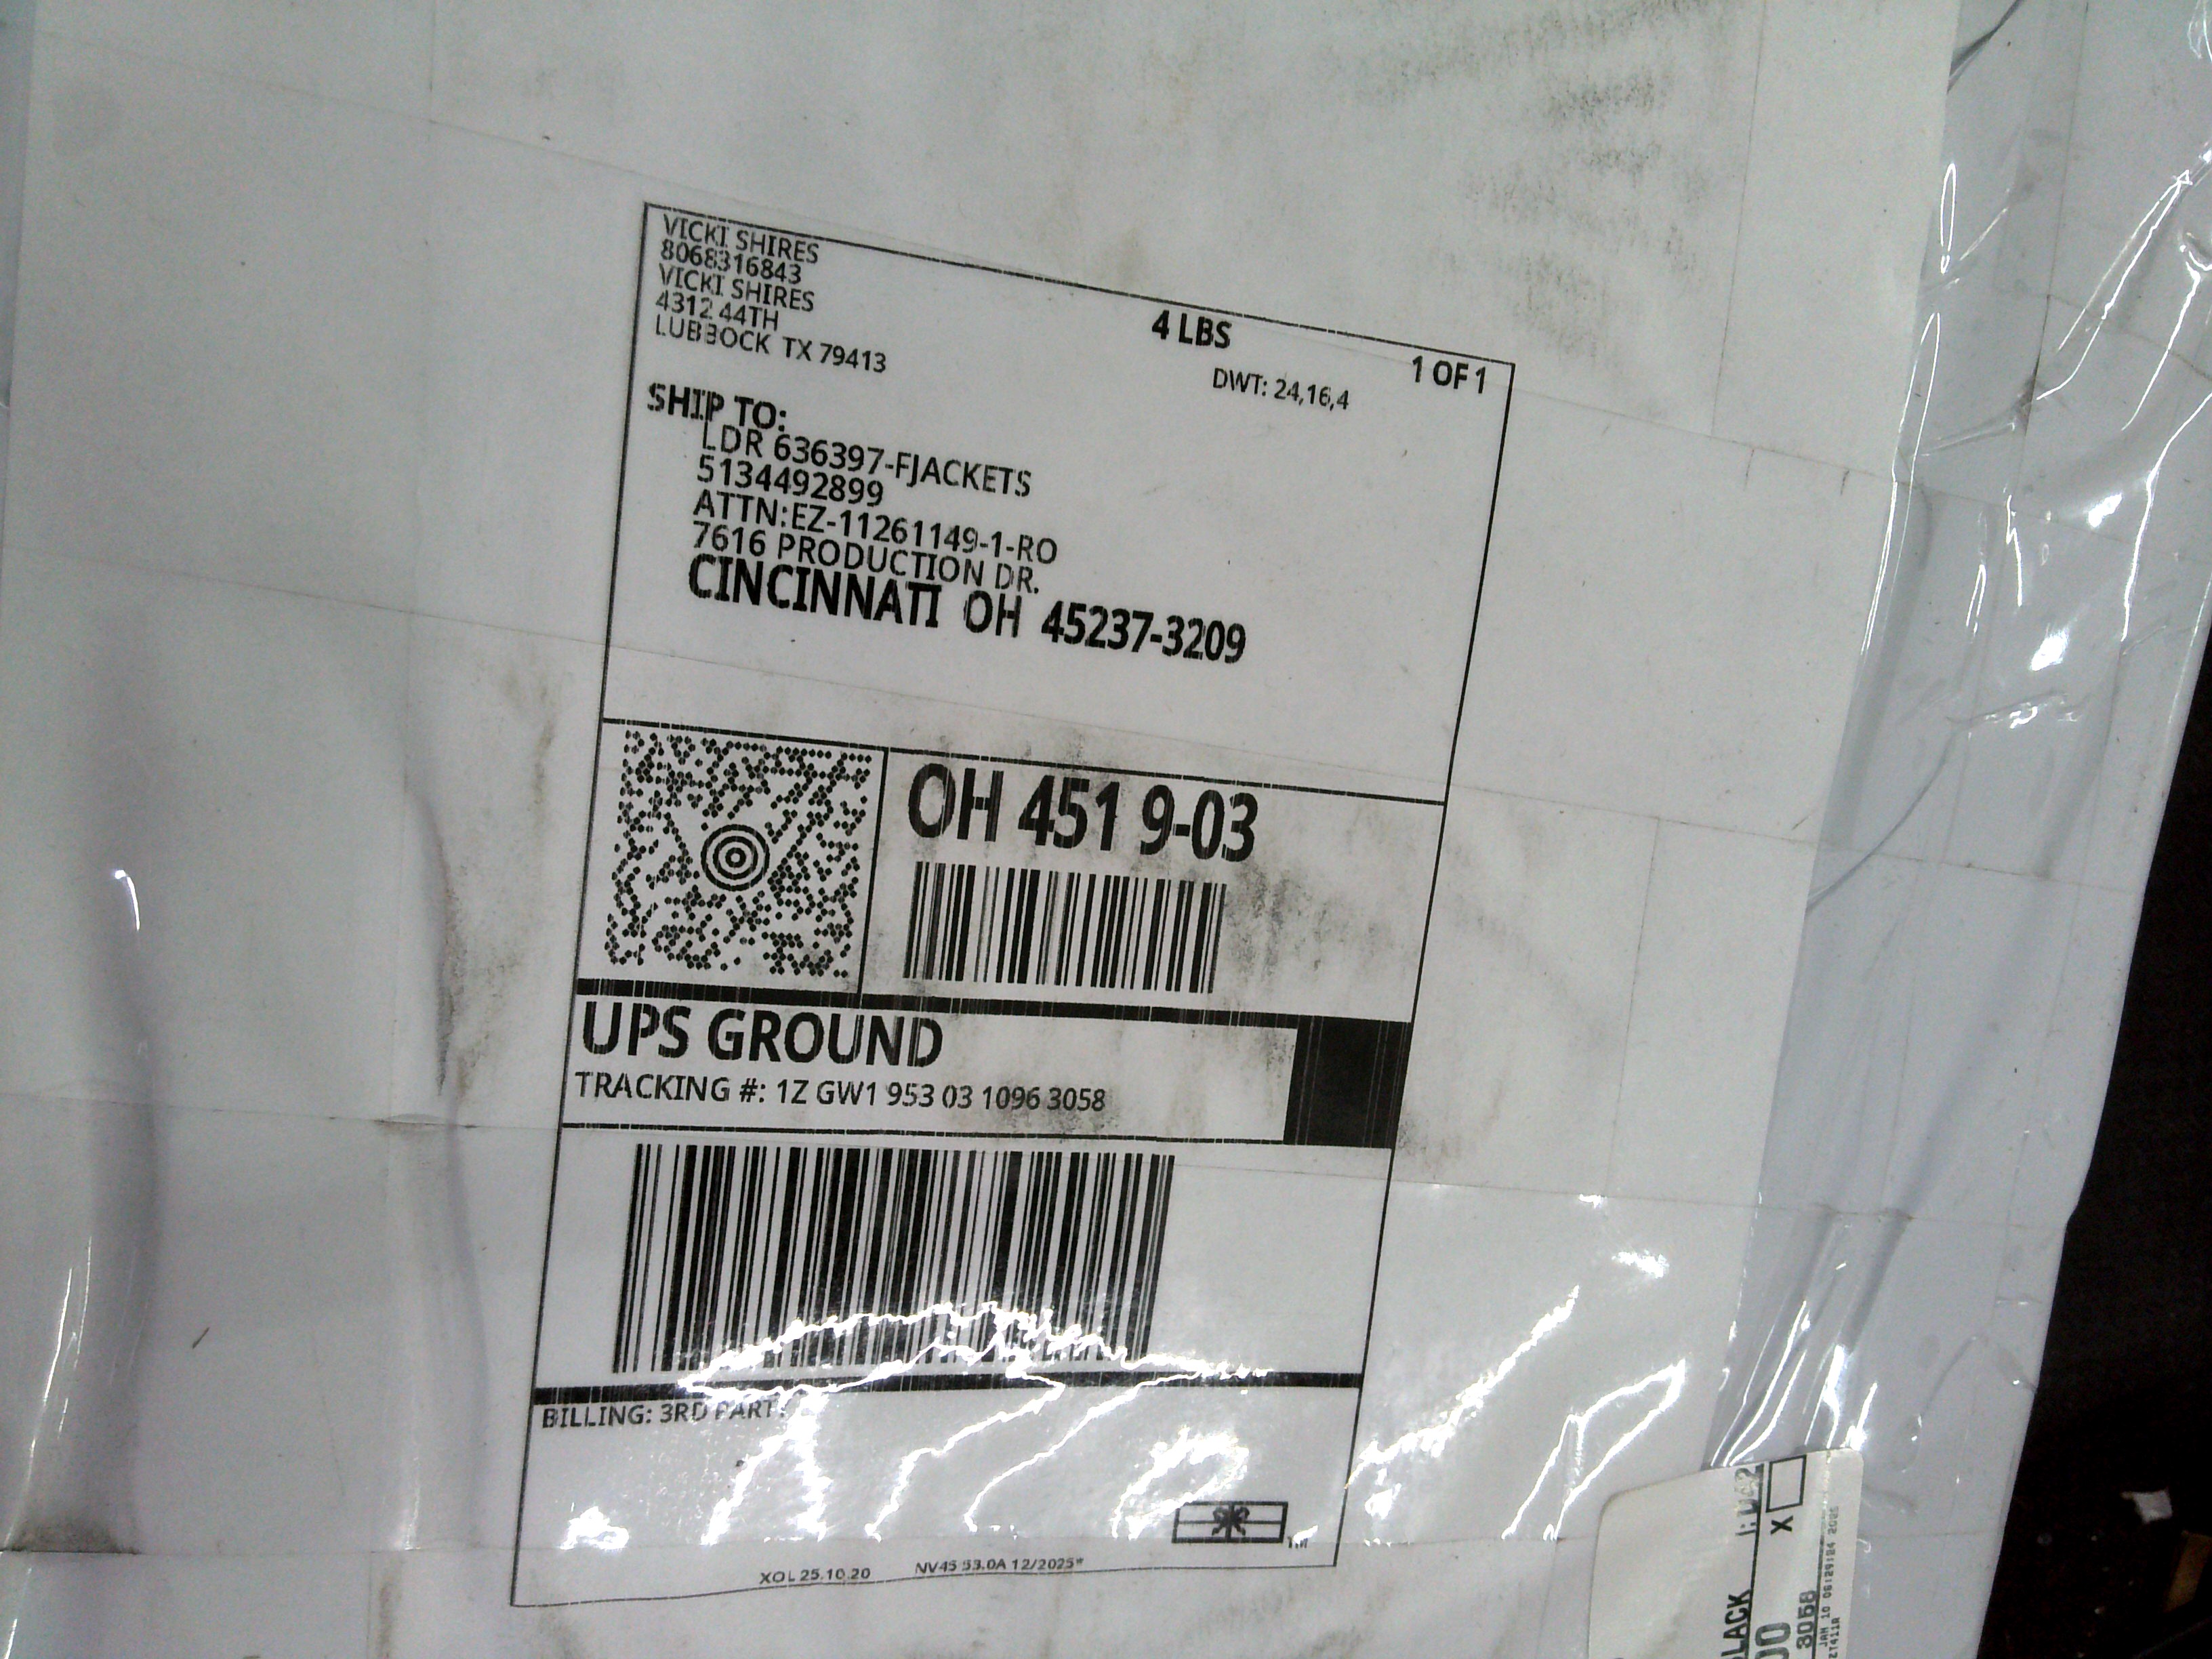 VICKI SHIRES
8068316843
VICKI SHIRES
4312 44TH
LUBBOCK TX 79413
4 LBS
1 OF 1
DWT: 24,16,4
SHIP TO:
LDR 636397-FJACKETS
5134492899
ATTN:EZ-11261149-1-RO
7616 PRODUCTION DR.
CINCINNATI OH 45237-3209
OH 451 9-03
UPS GROUND
TRACKING #: 1Z GW1 953 03 1096 3058
BILLING: 3RD PARTY
XOL 25.10.20 NV45 53.0A 12/2025*
TM
X
3058